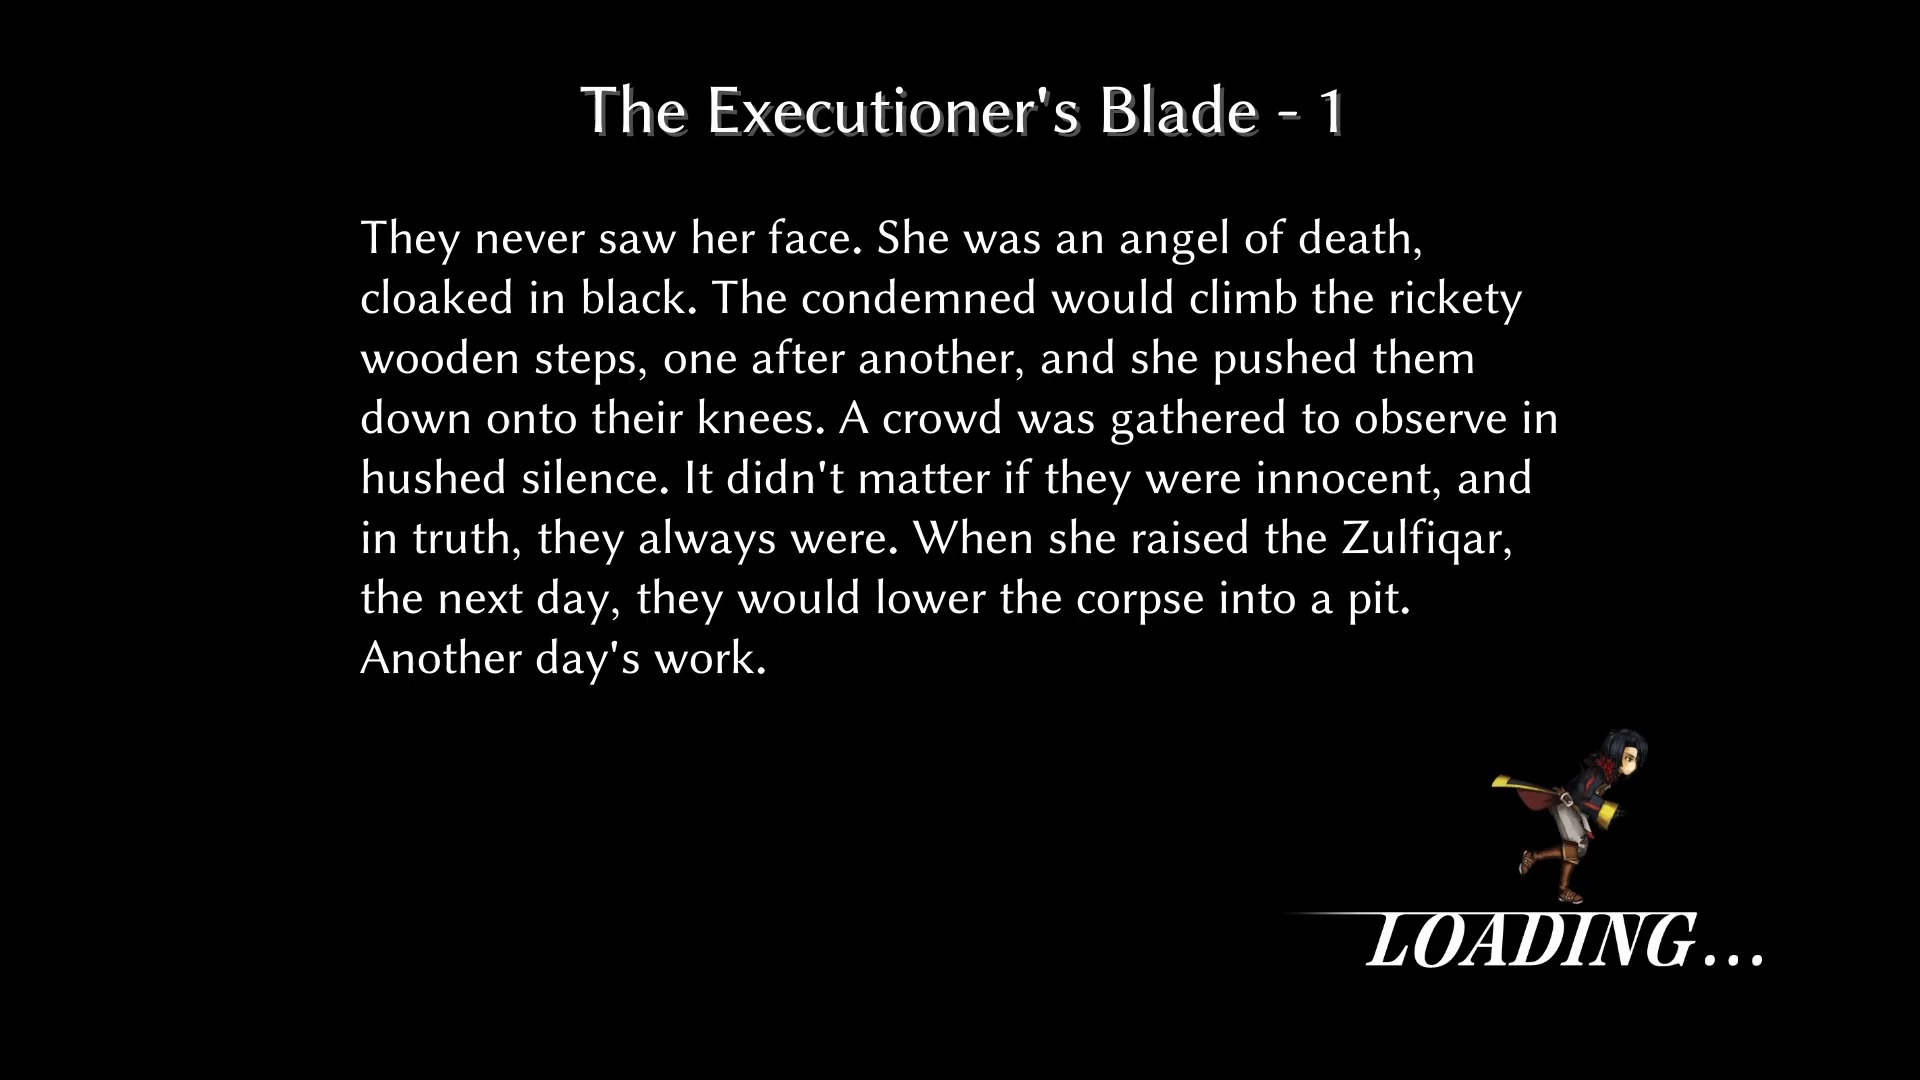 The Executioner's Blade - 1
They never saw her face. She was an angel of death,
cloaked in black. The condemned would climb the rickety
wooden steps, one after another, and she pushed them
down onto their knees. A crowd was gathered to observe in
hushed silence. It didn't matter if they were innocent, and
in truth, they always were. When she raised the Zulfiqar,
the next day, they would lower the corpse into a pit.
Another day's work.
LOADING...